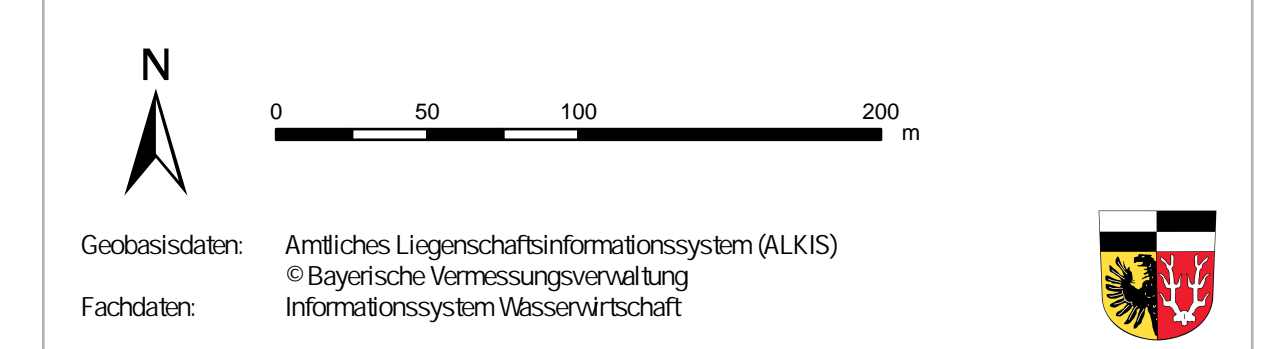 N
0 50 100 200
m
Geobasisdaten: Amtliches Liegenschaftsinformationssystem (ALKIS)
© Bayerische Vermessungsverwaltung
Fachdaten: Informationssystem Wasserwirtschaft